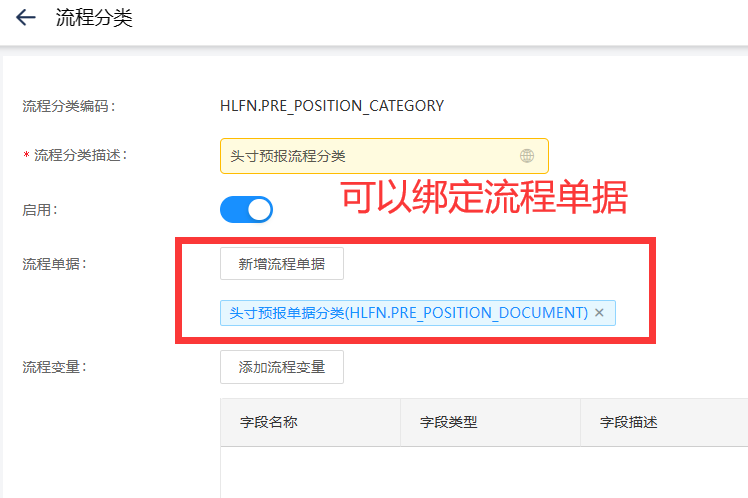 流程分类
流程分类编码：
HLFN.PRE_POSITION_CATEGORY
* 流程分类描述：
头寸预报流程分类
可以绑定流程单据
启用：
流程单据：
新增流程单据
头寸预报单据分类(HLFN.PRE_POSITION_DOCUMENT) ×
流程变量：
添加流程变量
字段名称 字段类型 字段描述